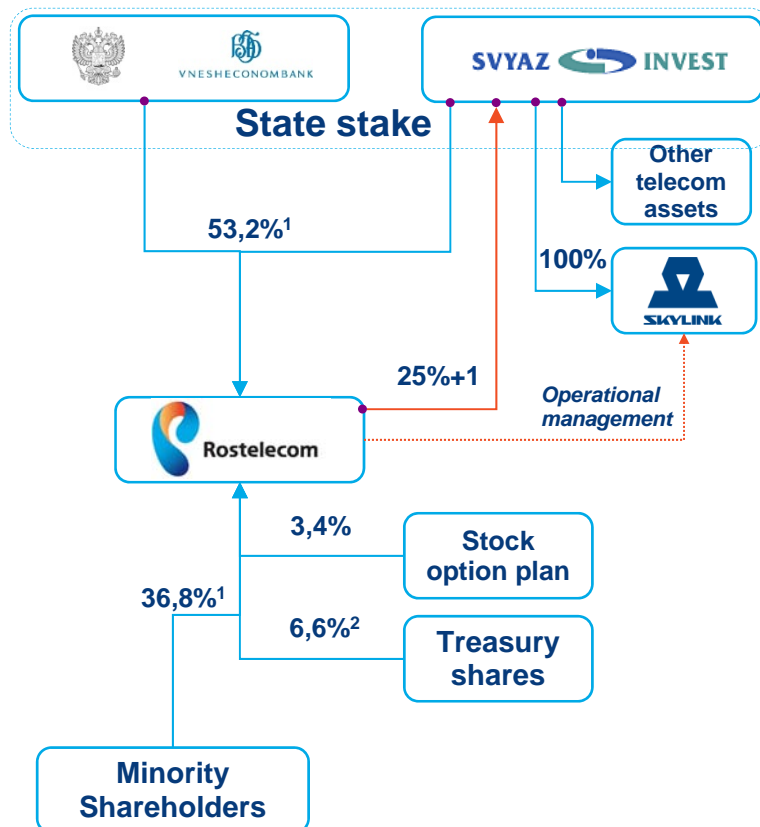 VNESHECONOMBANK
SVYAZ INVEST
State stake
Other
telecom
assets
53,2%¹
100%
SKYLINK
25%+1
Operational
management
Rostelecom
3,4%
Stock
option plan
36,8%¹
6,6%²
Treasury
shares
Minority
Shareholders